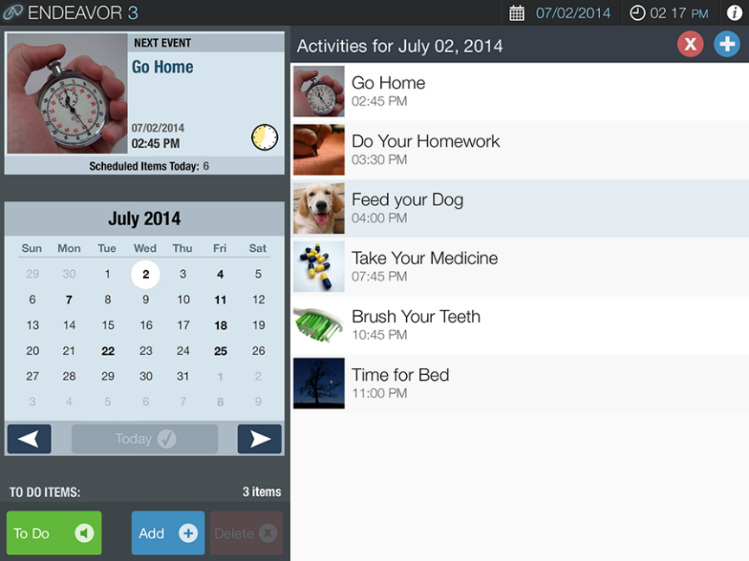 ENDEAVOR 3
07/02/2014
02 17 PM
NEXT EVENT
Go Home
07/02/2014
02:45 PM
Scheduled Items Today: 6
July 2014
Sun Mon Tue Wed Thu Fri Sat
29 30 1 2 3 4 5
6 7 8 9 10 11 12
13 14 15 16 17 18 19
20 21 22 23 24 25 26
27 28 29 30 31 1 2
3 4 5 6 7 8 9
Today
TO DO ITEMS: 3 items
To Do
Add
Delete
Activities for July 02, 2014
Go Home
02:45 PM
Do Your Homework
03:30 PM
Feed your Dog
04:00 PM
Take Your Medicine
07:45 PM
Brush Your Teeth
10:45 PM
Time for Bed
11:00 PM